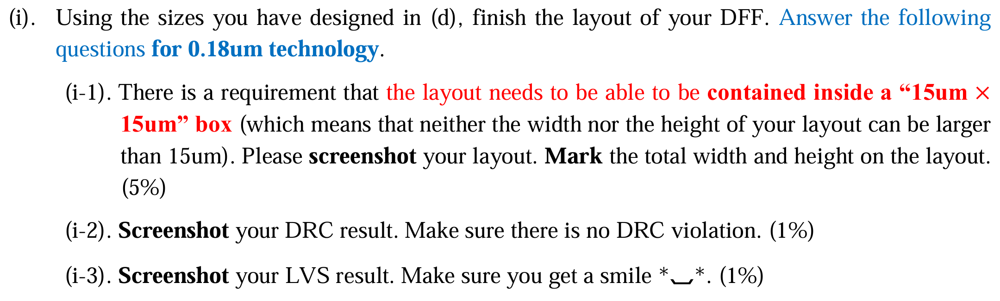 (i). Using the sizes you have designed in (d), finish the layout of your DFF. Answer the following
questions for 0.18um technology.
(i-1). There is a requirement that the layout needs to be able to be contained inside a “15um ×
15um” box (which means that neither the width nor the height of your layout can be larger
than 15um). Please screenshot your layout. Mark the total width and height on the layout.
(5%)
(i-2). Screenshot your DRC result. Make sure there is no DRC violation. (1%)
(i-3). Screenshot your LVS result. Make sure you get a smile *‿*. (1%)